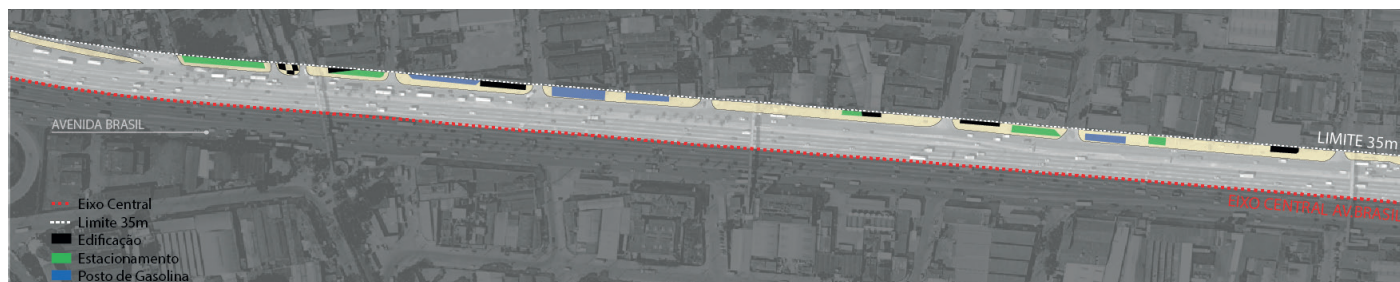 AVENIDA BRASIL
LIMITE 35m
EIXO CENTRAL AV.BRASIL
Eixo Central
Limite 35m
Edificação
Estacionamento
Posto de Gasolina